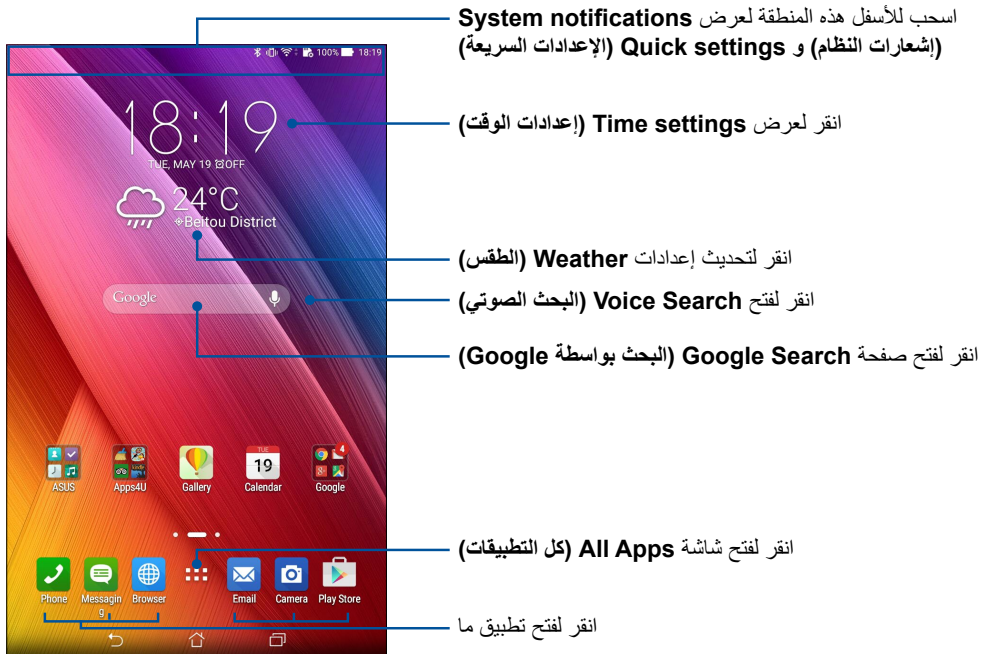 اسحب للأسفل هذه المنطقة لعرض System notifications
(إشعارات النظام) و Quick settings (الإعدادات السريعة)
100% 18:19
18:19
انقر لعرض Time settings (إعدادات الوقت)
TUE, MAY 19 OFF
24°C
Beitou District
انقر لتحديث إعدادات Weather (الطقس)
Google
انقر لفتح Voice Search (البحث الصوتي)
انقر لفتح صفحة Google Search (البحث بواسطة Google)
TUE 4
19
ASUS Apps4U Gallery Calendar Google
انقر لفتح شاشة All Apps (كل التطبيقات)
Phone Messagin Browser Email Camera Play Store
g
انقر لفتح تطبيق ما